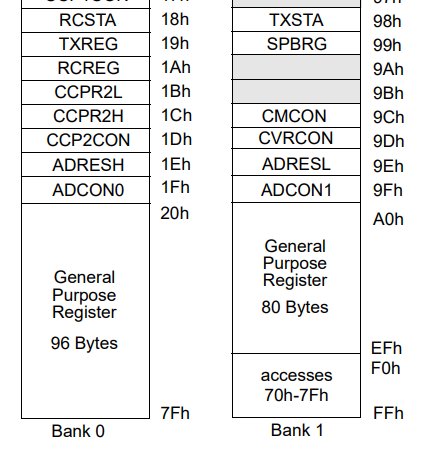 RCSTA 18h TXSTA 98h
TXREG 19h SPBRG 99h
RCREG 1Ah 9Ah
CCPR2L 1Bh 9Bh
CCPR2H 1Ch CMCON 9Ch
CCP2CON 1Dh CVRCON 9Dh
ADRESH 1Eh ADRESL 9Eh
ADCON0 1Fh ADCON1 9Fh
20h A0h
General
Purpose
Register
96 Bytes
7Fh
Bank 0
General
Purpose
Register
80 Bytes
EFh
F0h
accesses
70h-7Fh
FFh
Bank 1